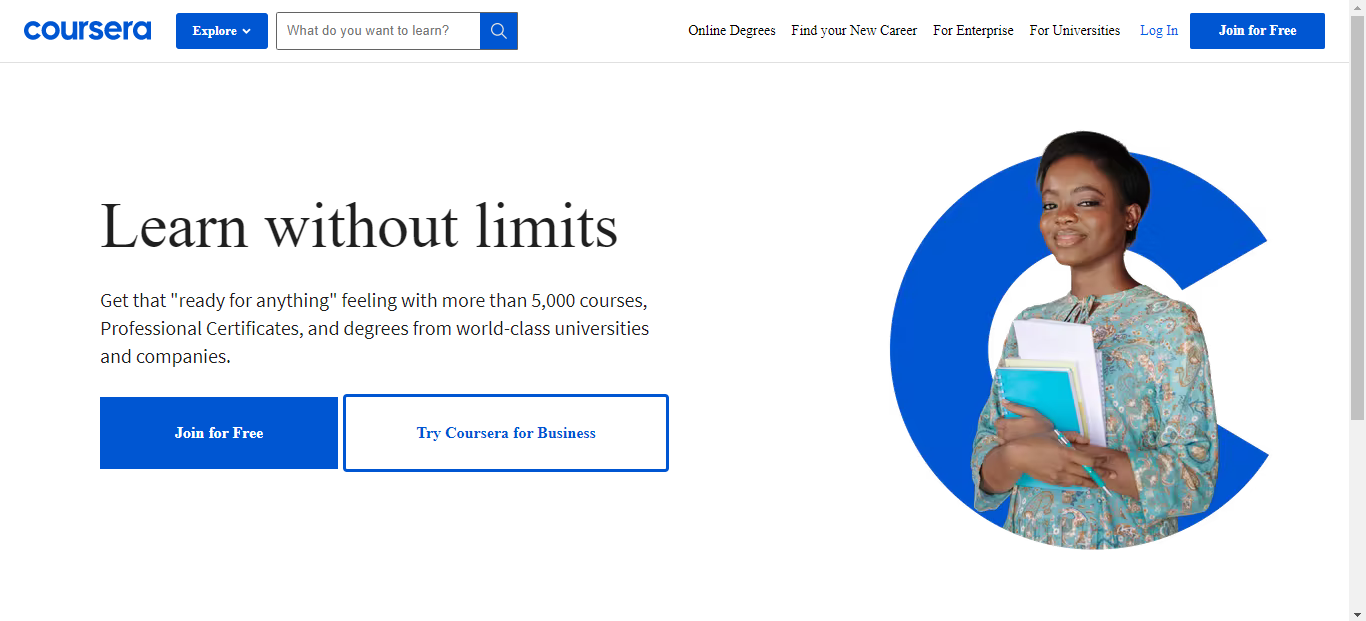 coursera
Explore
What do you want to learn?
Online Degrees
Find your New Career
For Enterprise
For Universities
Log In
Join for Free
Learn without limits
Get that "ready for anything" feeling with more than 5,000 courses,
Professional Certificates, and degrees from world-class universities
and companies.
Join for Free
Try Coursera for Business